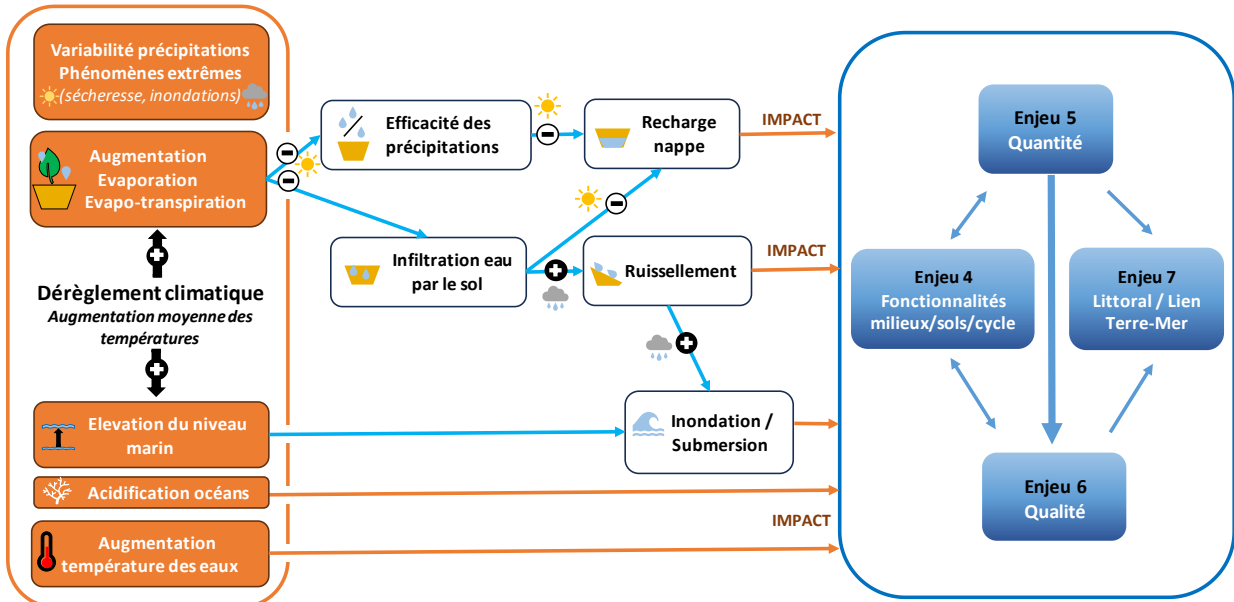 Variabilité précipitations
Phénomènes extrêmes
(sécheresse, inondations)
Augmentation
Evaporation
Evapo-transpiration
Dérèglement climatique
Augmentation moyenne des
températures
Elevation du niveau
marin
Acidification océans
Augmentation
température des eaux
Efficacité des
précipitations
Infiltration eau
par le sol
Recharge
nappe
Ruissellement
Inondation /
Submersion
IMPACT
IMPACT
IMPACT
Enjeu 5
Quantité
Enjeu 4
Fonctionnalités
milieux/sols/cycle
Enjeu 7
Littoral / Lien
Terre-Mer
Enjeu 6
Qualité